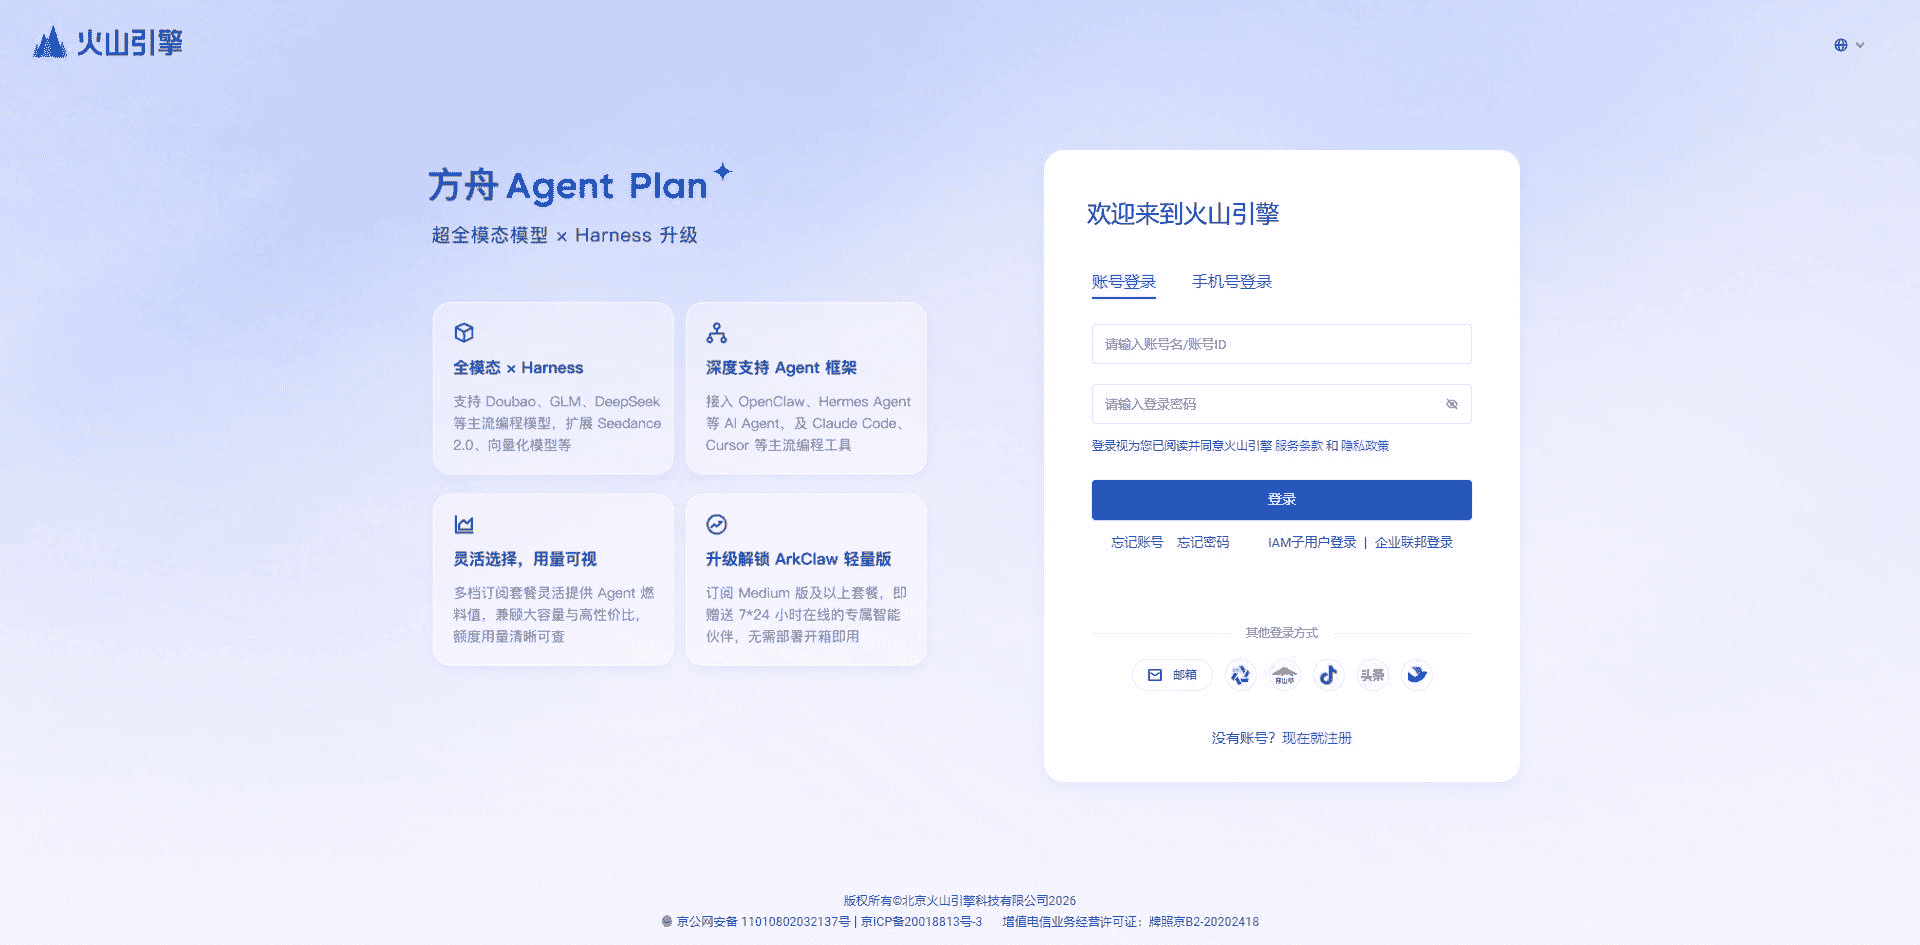 火山引擎
方舟 Agent Plan
超全模态模型 × Harness 升级
全模态 × Harness
支持 Doubao、GLM、DeepSeek
等主流编程模型，扩展 Seedance
2.0、向量化模型等
深度支持 Agent 框架
接入 OpenClaw、Hermes Agent
等 AI Agent，及 Claude Code、
Cursor 等主流编程工具
灵活选择，用量可视
多档订阅套餐灵活提供 Agent 燃
料值，兼顾大容量与高性价比，
额度用量清晰可查
升级解锁 ArkClaw 轻量版
订阅 Medium 版及以上套餐，即
赠送 7*24 小时在线的专属智能
伙伴，无需部署开箱即用
欢迎来到火山引擎
账号登录 手机号登录
请输入账号名/账号ID
请输入登录密码
登录视为您已阅读并同意火山引擎 服务条款 和 隐私政策
登录
忘记账号 忘记密码 IAM子用户登录 | 企业联邦登录
其他登录方式
邮箱 头条
没有账号？现在就注册
版权所有©北京火山引擎科技有限公司2026
京公网安备 11010802032137号 | 京ICP备20018813号-3 增值电信业务经营许可证：牌照京B2-20202418